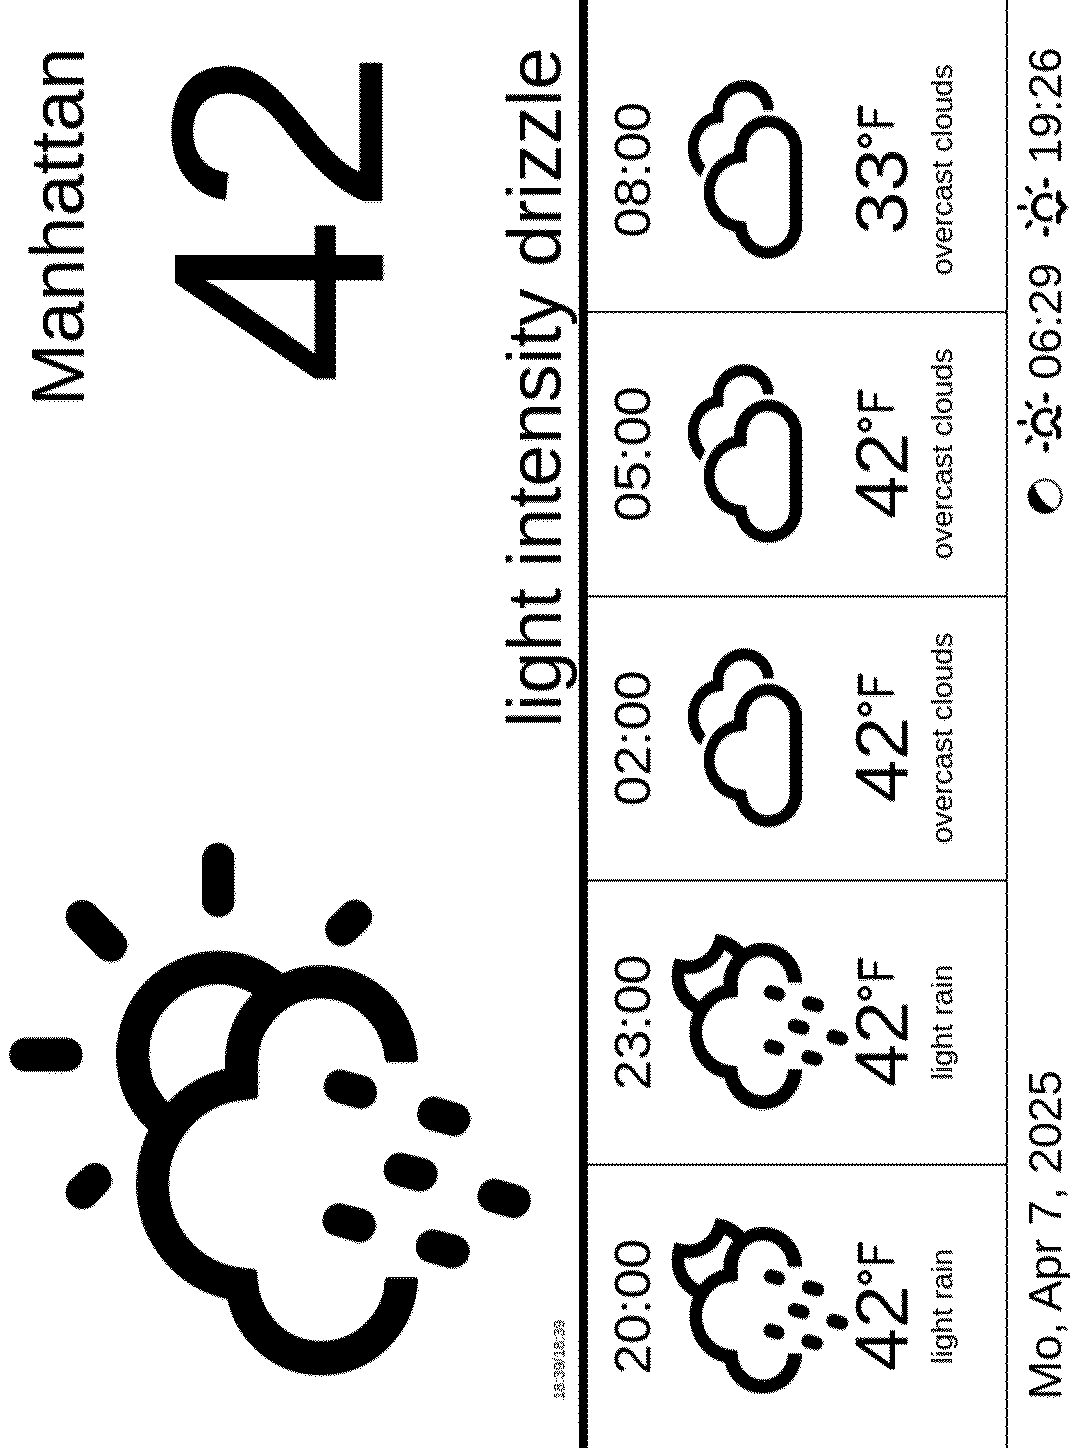 Manhattan
42
light intensity drizzle
18:39/18:39
20:00 23:00 02:00 05:00 08:00
42°F 42°F 42°F 42°F 33°F
light rain light rain overcast clouds overcast clouds overcast clouds
Mo, Apr 7, 2025 06:29 19:26